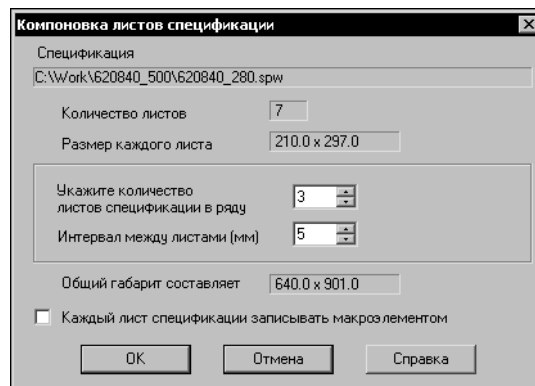 Компоновка листов спецификации
Спецификация
C:\Work\620840_500\620840_280.spw
Количество листов 7
Размер каждого листа 210.0 x 297.0
Укажите количество
листов спецификации в ряду 3
Интервал между листами (мм) 5
Общий габарит составляет 640.0 x 901.0
Каждый лист спецификации записывать макроэлементом
OK Отмена Справка